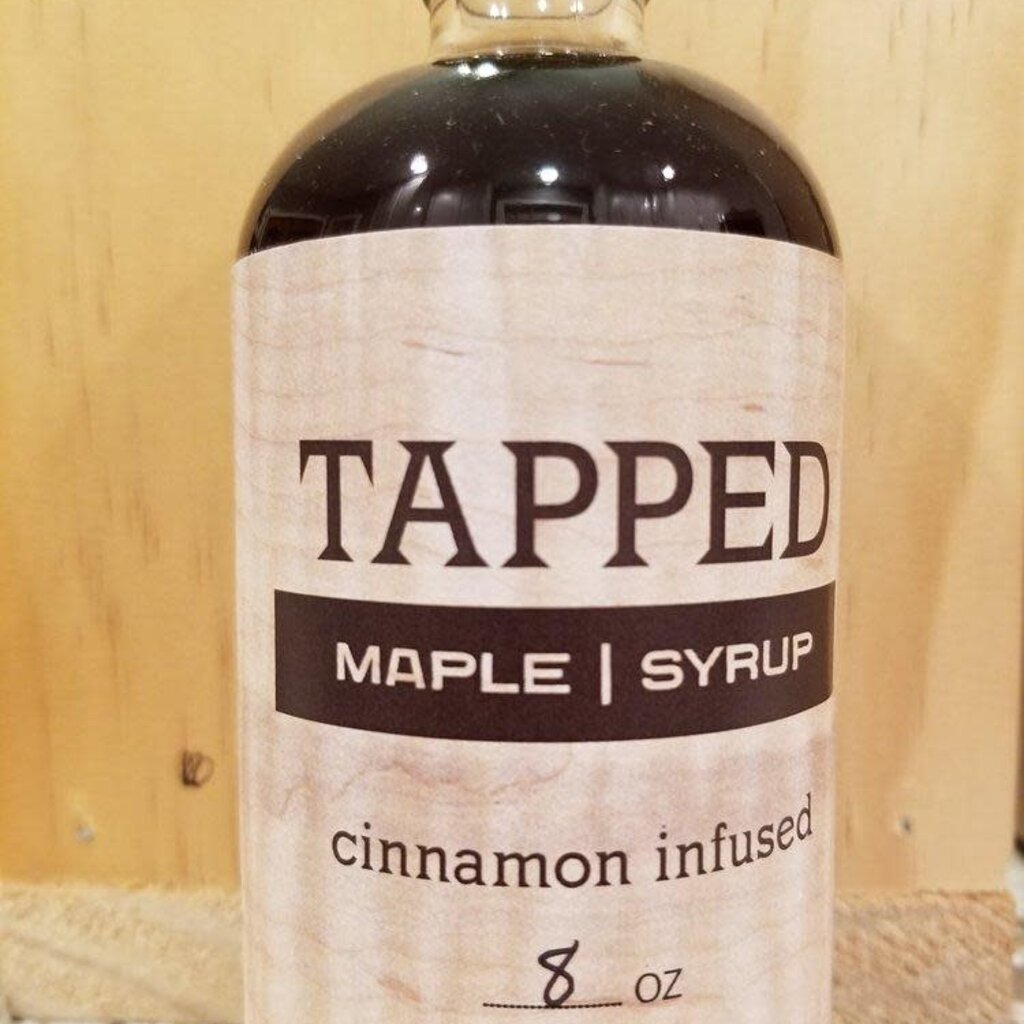 TAPPED
MAPLE | SYRUP
cinnamon infused
8 oz